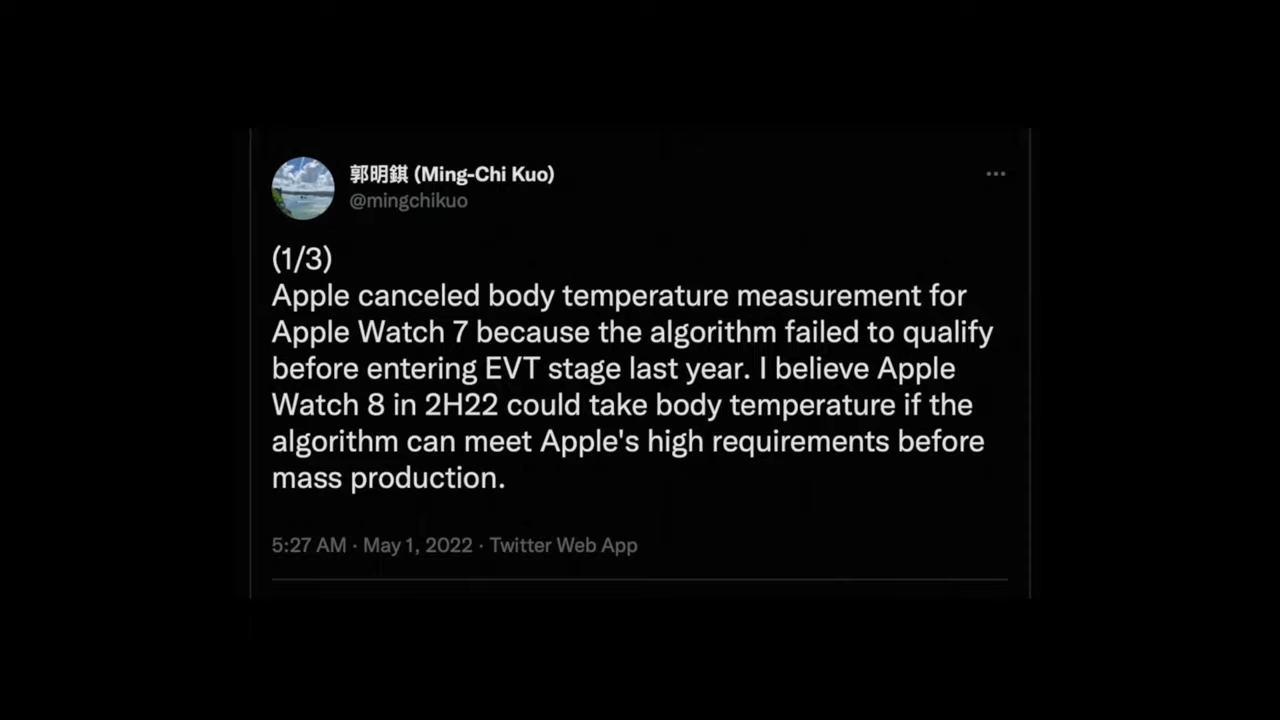 郭明錤 (Ming-Chi Kuo)
@mingchikuo
(1/3)
Apple canceled body temperature measurement for
Apple Watch 7 because the algorithm failed to qualify
before entering EVT stage last year. I believe Apple
Watch 8 in 2H22 could take body temperature if the
algorithm can meet Apple's high requirements before
mass production.
5:27 AM · May 1, 2022 · Twitter Web App